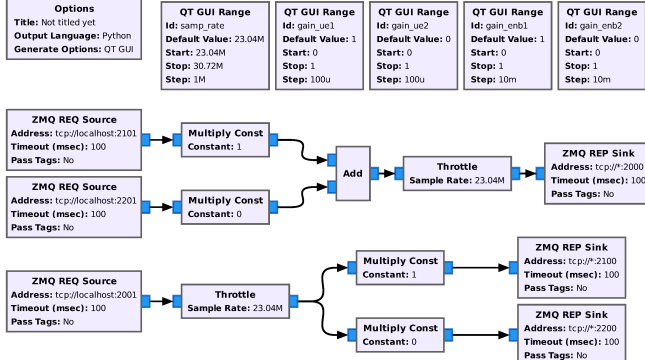 Options
Title: Not titled yet
Output Language: Python
Generate Options: QT GUI
QT GUI Range
Id: samp_rate
Default Value: 23.04M
Start: 23.04M
Stop: 30.72M
Step: 1M
QT GUI Range
Id: gain_ue1
Default Value: 1
Start: 0
Stop: 1
Step: 100u
QT GUI Range
Id: gain_ue2
Default Value: 0
Start: 0
Stop: 1
Step: 100u
QT GUI Range
Id: gain_enb1
Default Value: 1
Start: 0
Stop: 1
Step: 10m
QT GUI Range
Id: gain_enb2
Default Value: 0
Start: 0
Stop: 1
Step: 10m
ZMQ REQ Source
Address: tcp://localhost:2101
Timeout (msec): 100
Pass Tags: No
Multiply Const
Constant: 1
ZMQ REQ Source
Address: tcp://localhost:2201
Timeout (msec): 100
Pass Tags: No
Multiply Const
Constant: 0
Add
Throttle
Sample Rate: 23.04M
ZMQ REP Sink
Address: tcp://*:2000
Timeout (msec): 100
Pass Tags: No
ZMQ REQ Source
Address: tcp://localhost:2001
Timeout (msec): 100
Pass Tags: No
Throttle
Sample Rate: 23.04M
Multiply Const
Constant: 1
ZMQ REP Sink
Address: tcp://*:2100
Timeout (msec): 100
Pass Tags: No
Multiply Const
Constant: 0
ZMQ REP Sink
Address: tcp://*:2200
Timeout (msec): 100
Pass Tags: No